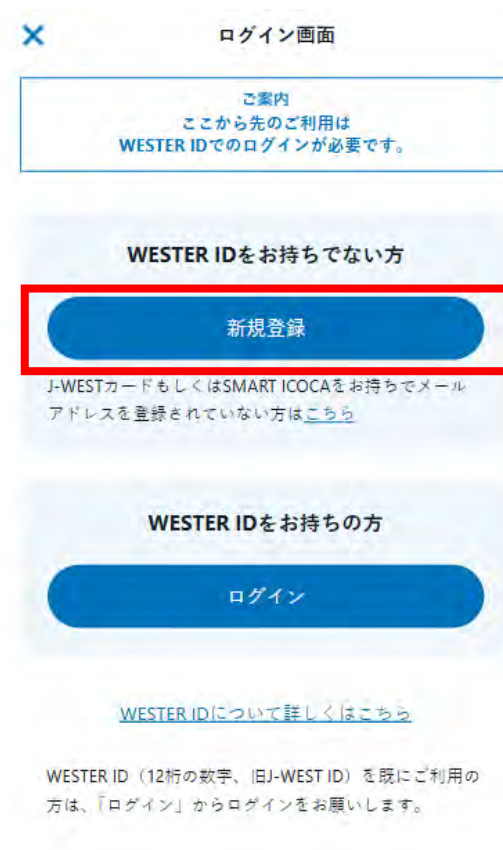 ログイン画面
ご案内
ここから先のご利用は
WESTER IDでのログインが必要です。
WESTER IDをお持ちでない方
新規登録
J-WESTカードもしくはSMART ICOCAをお持ちでメール
アドレスを登録されていない方はこちら
WESTER IDをお持ちの方
ログイン
WESTER IDについて詳しくはこちら
WESTER ID（12桁の数字、旧J-WEST ID）を既にご利用の
方は、「ログイン」からログインをお願いします。